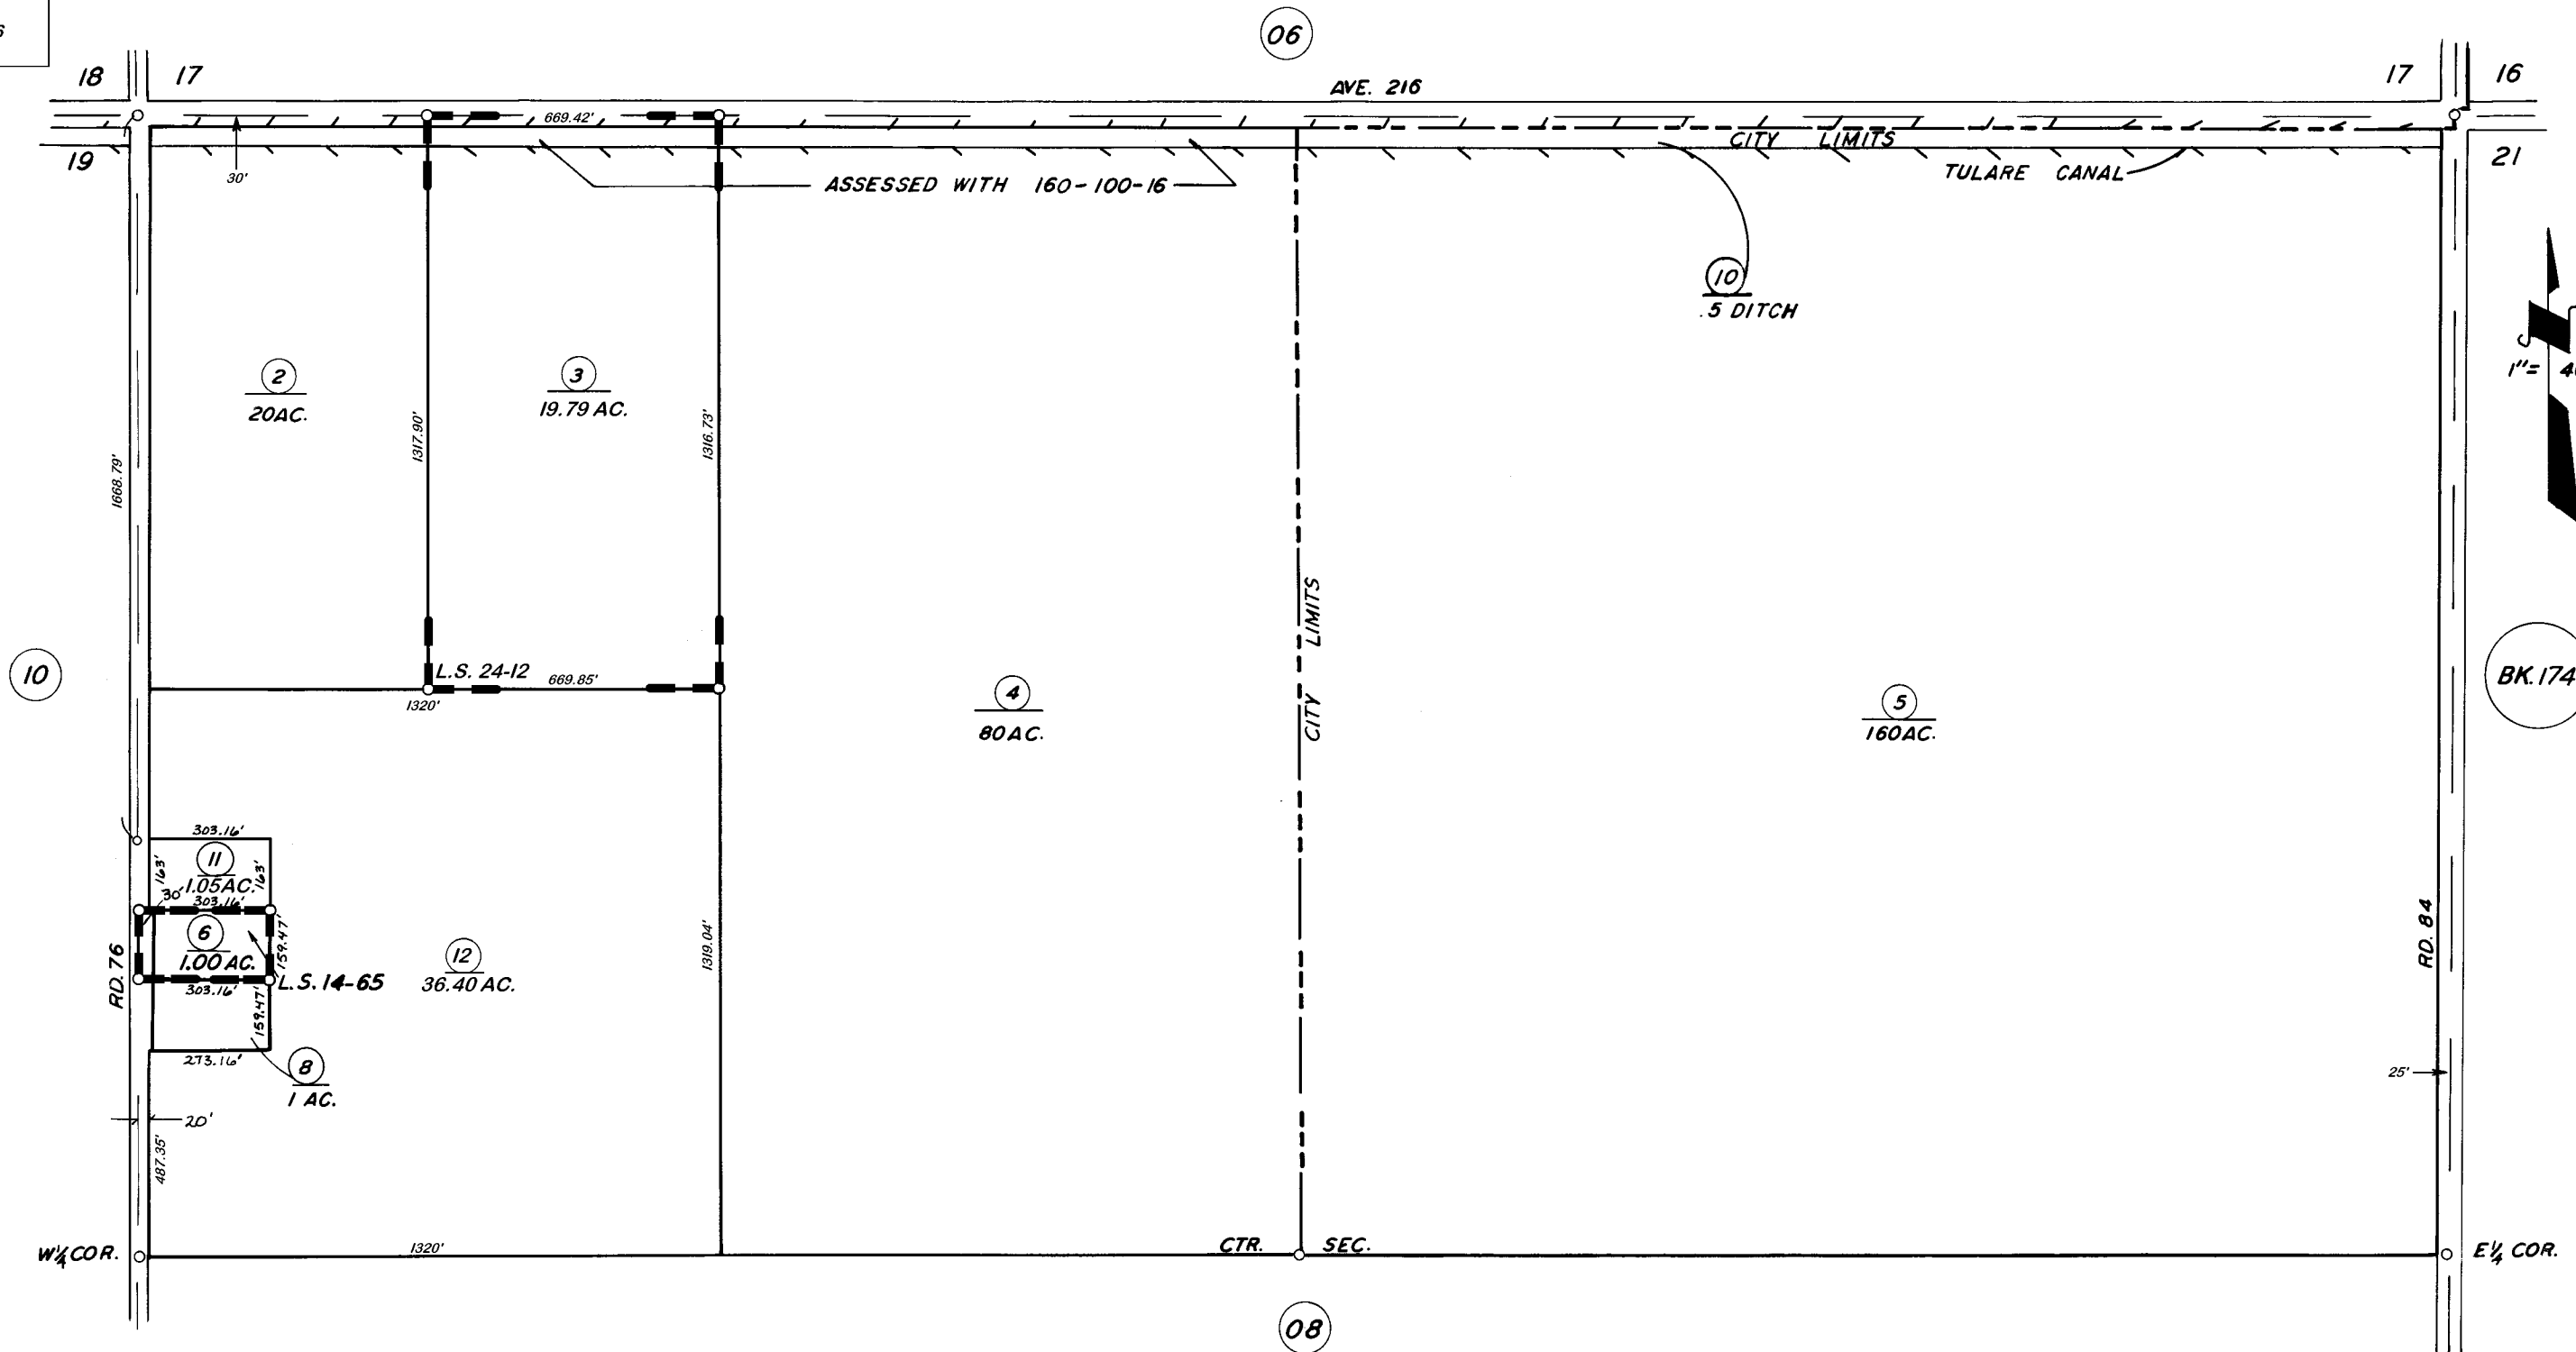 06
18
17
AVE. 216
17
16
669.42'
19
30'
ASSESSED WITH 160-100-16
CITY LIMITS
TULARE CANAL
21
10
.5 DITCH
1"=
2
20AC.
3
19.79 AC.
1668.79'
1317.90'
1316.73'
CITY LIMITS
10
L.S. 24-12
669.85'
1320'
4
80AC.
5
160AC.
BK. 174
303.16'
11
1.05AC.
163'
163'
30'
303.16'
6
1.00 AC.
159.47'
303.16'
L.S. 14-65
RD. 76
12
36.40 AC.
1319.04'
RD. 84
159.47'
273.16'
8
1 AC.
25'
20'
487.35'
W1/4 COR.
1320'
CTR. SEC.
E1/4 COR.
08